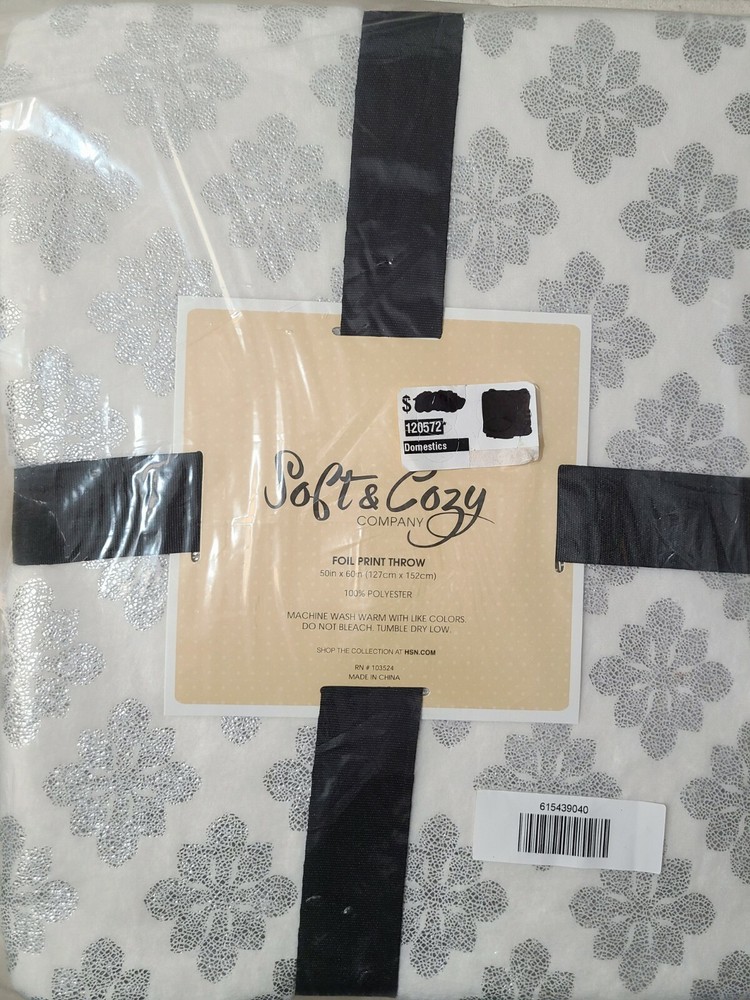 $
120572
Domestics
Soft & Cozy
COMPANY
FOIL PRINT THROW
50in x 60in (127cm x 152cm)
100% POLYESTER
MACHINE WASH WARM WITH LIKE COLORS.
DO NOT BLEACH. TUMBLE DRY LOW.
SHOP THE COLLECTION AT HSN.COM
RN # 103524
MADE IN CHINA
615439040